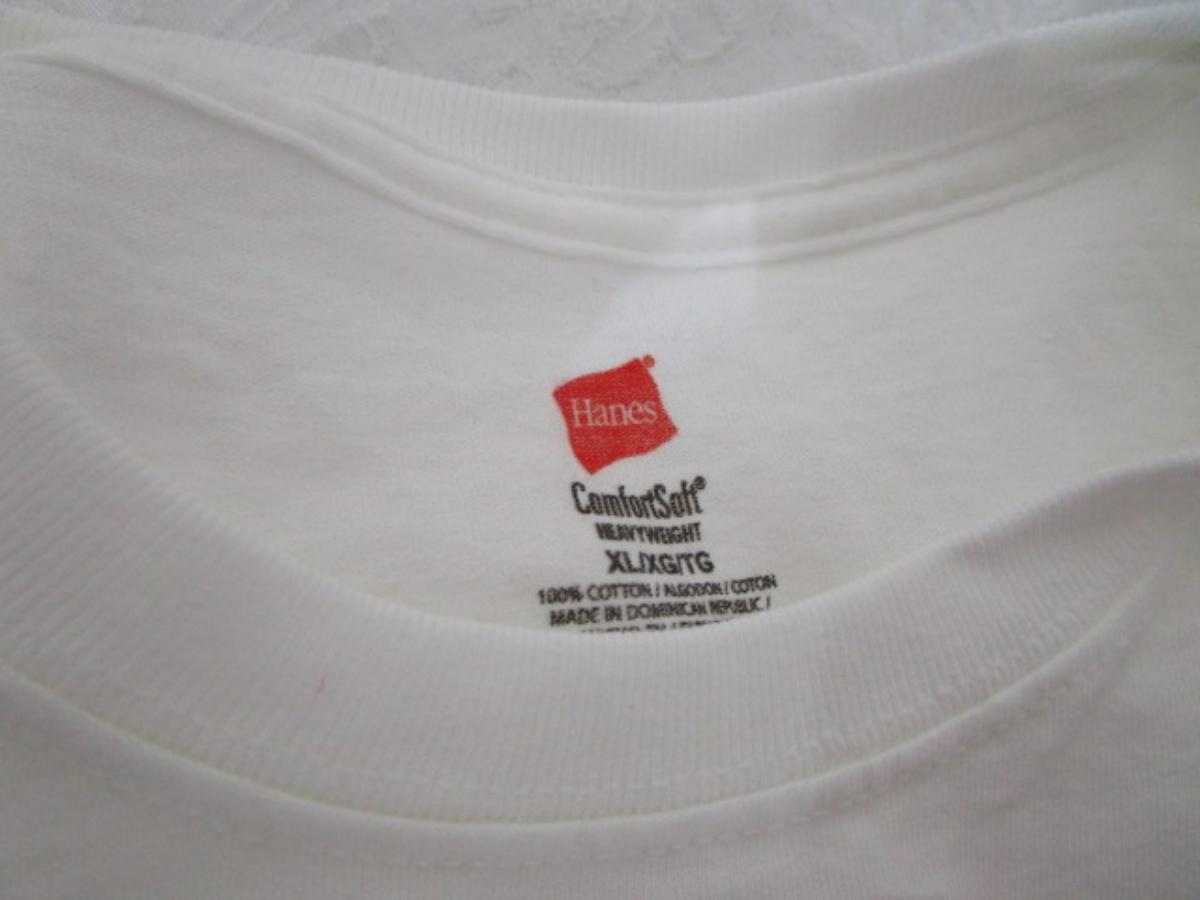 Hanes
ComfortSoft®
HEAVYWEIGHT
XL/XG/TG
100% COTTON / ALGODON / COTON
MADE IN DOMINICAN REPUBLIC /